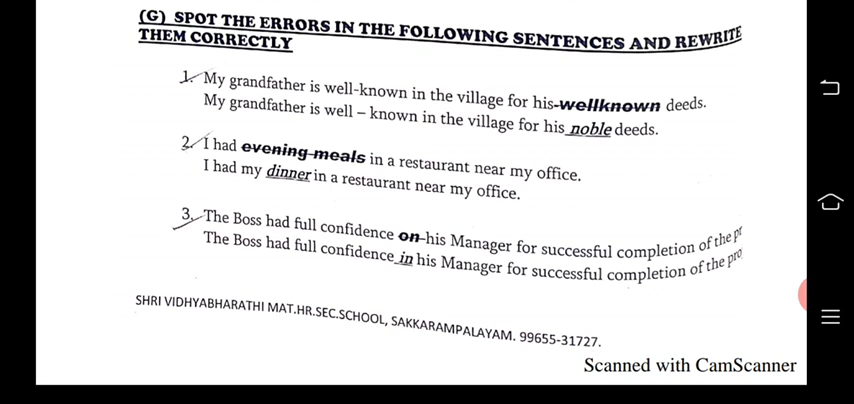 (G) SPOT THE ERRORS IN THE FOLLOWING SENTENCES AND REWRITE
THEM CORRECTLY
1. My grandfather is well-known in the village for his wellknown deeds.
My grandfather is well – known in the village for his noble deeds.
2. I had evening meals in a restaurant near my office.
I had my dinner in a restaurant near my office.
3. The Boss had full confidence on his Manager for successful completion of the pr
The Boss had full confidence in his Manager for successful completion of the pro
SHRI VIDHYABHARATHI MAT.HR.SEC.SCHOOL, SAKKARAMPALAYAM. 99655-31727.
Scanned with CamScanner